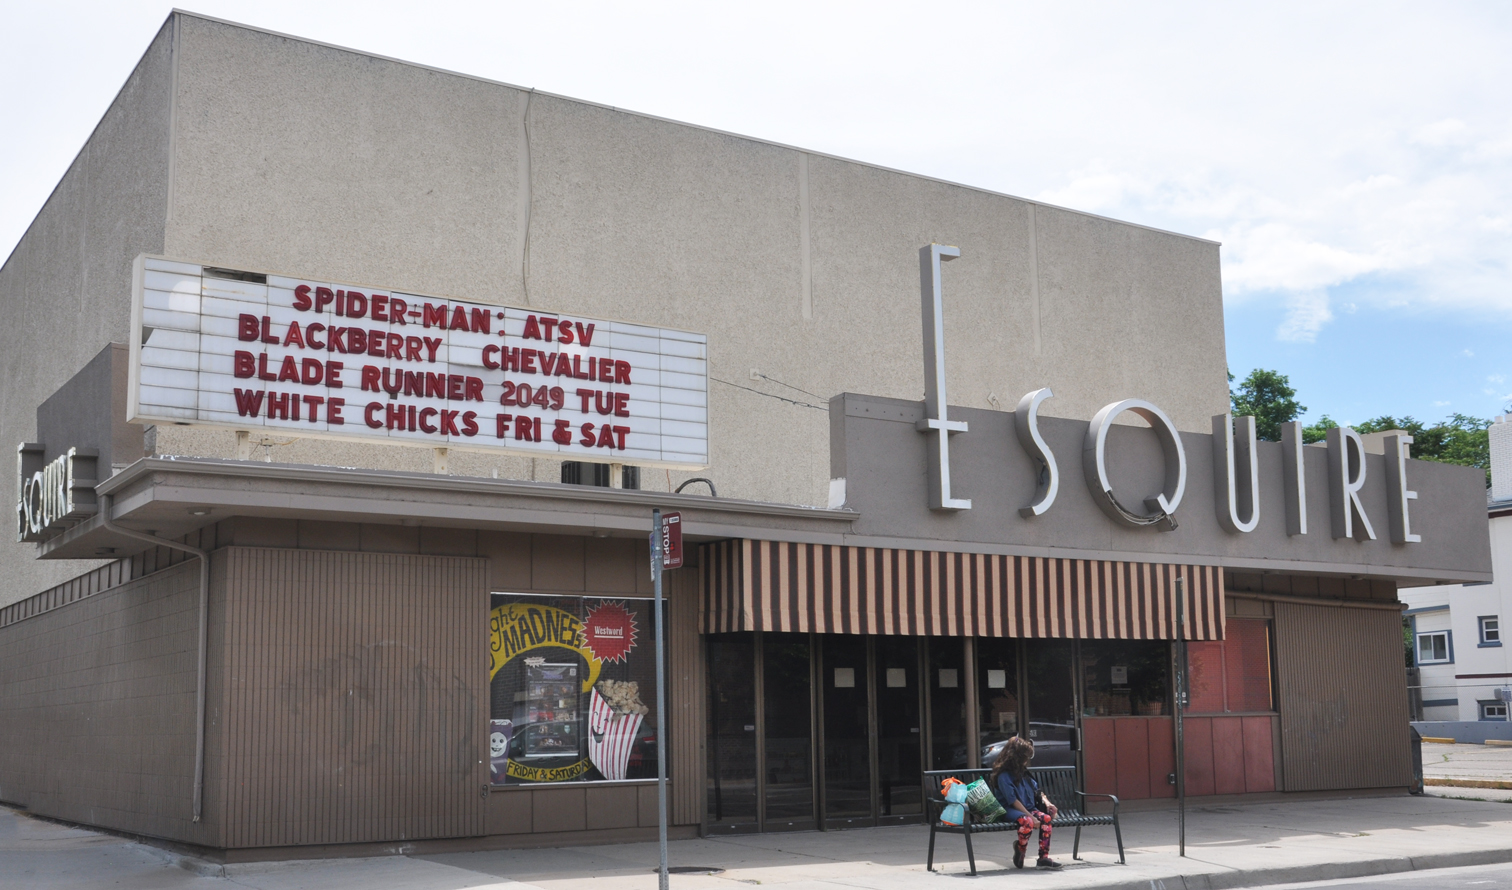 SPIDER-MAN: ATSV
BLACKBERRY CHEVALIER
BLADE RUNNER 2049 TUE
WHITE CHICKS FRI & SAT
ESQUIRE
ESQUIRE
STOP
MADNESS
Westword
FRIDAY & SATURDAY